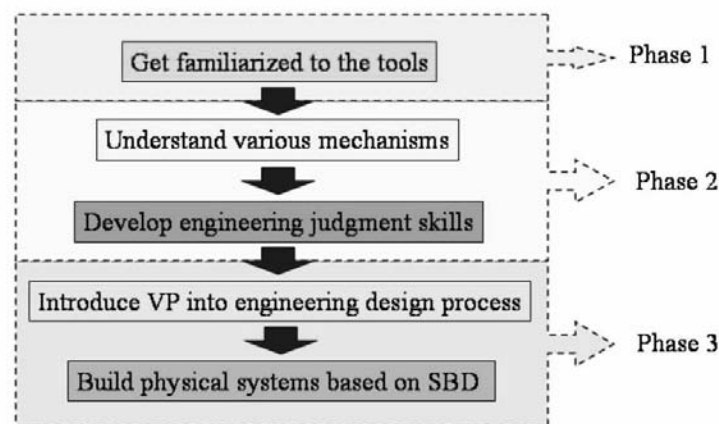 Get familiarized to the tools
Phase 1
Understand various mechanisms
Phase 2
Develop engineering judgment skills
Introduce VP into engineering design process
Phase 3
Build physical systems based on SBD